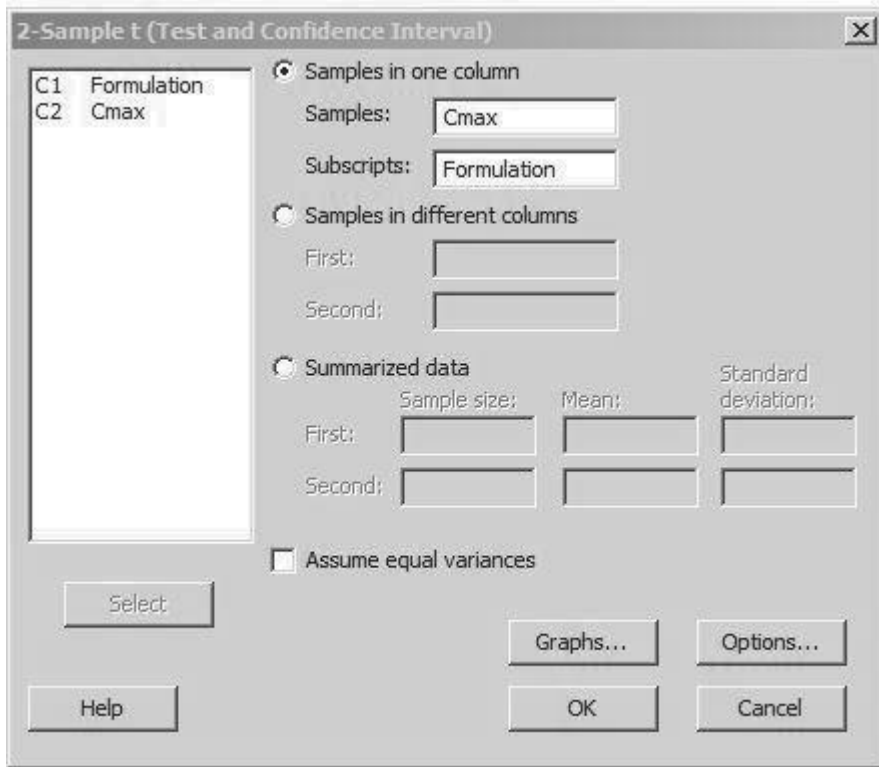 2-Sample t (Test and Confidence Interval)
C1 Formulation
C2 Cmax
Samples in one column
Samples: Cmax
Subscripts: Formulation
Samples in different columns
First:
Second:
Summarized data
Sample size: Mean: Standard deviation:
First:
Second:
Assume equal variances
Select
Graphs... Options...
Help OK Cancel